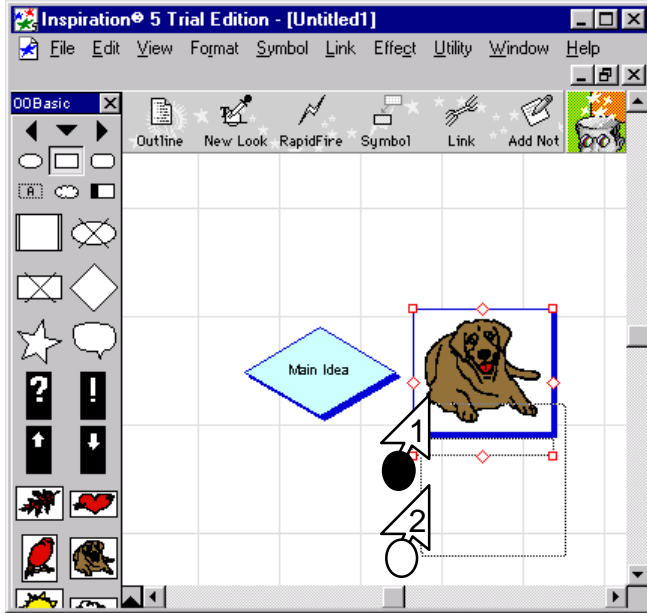 Inspiration® 5 Trial Edition - [Untitled1]
File Edit View Format Symbol Link Effect Utility Window Help
00Basic
Outline New Look RapidFire Symbol Link Add Not
A
Main Idea
? !
1
2